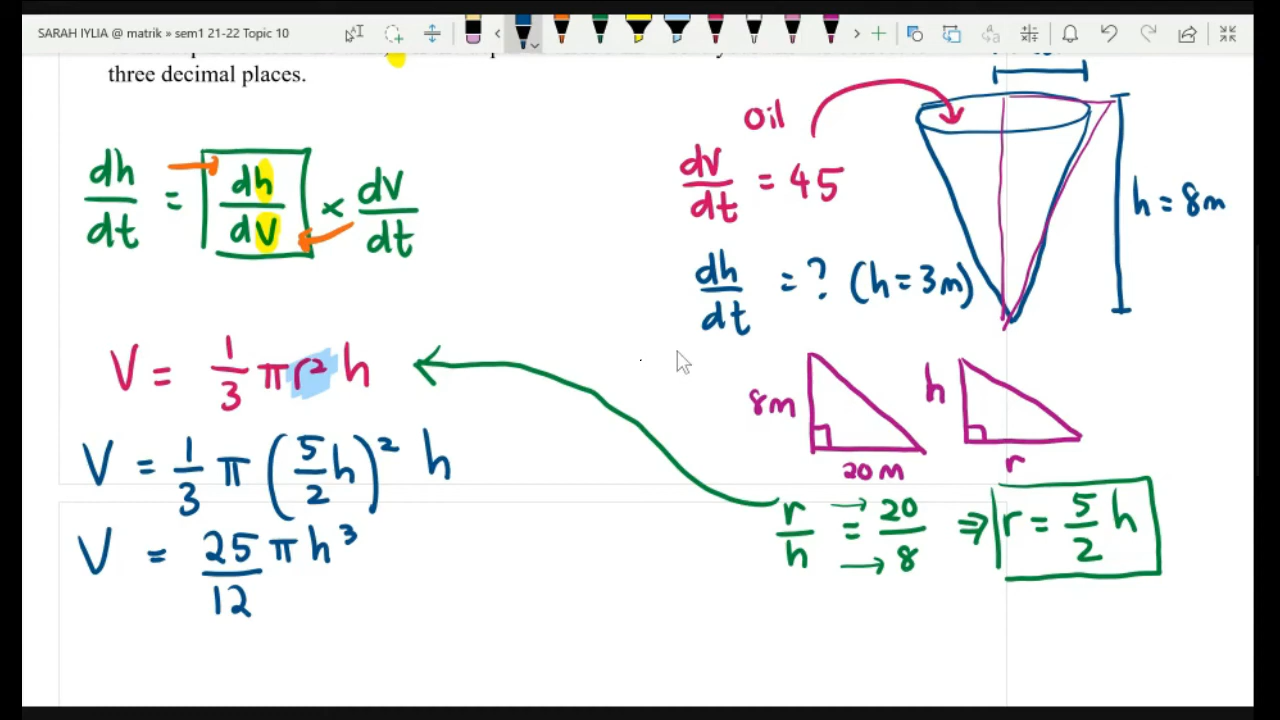 SARAH IYLIA @ matrik » sem1 21-22 Topic 10
three decimal places.
dh/dt = dh/dV × dV/dt
Oil
dV/dt = 45
h = 8m
dh/dt = ? (h = 3m)
V = 1/3 π r² h
8m
20m
h
r
V = 1/3 π (5/2 h)² h
r/h = 20/8 ⇒ r = 5/2 h
V = 25/12 π h³